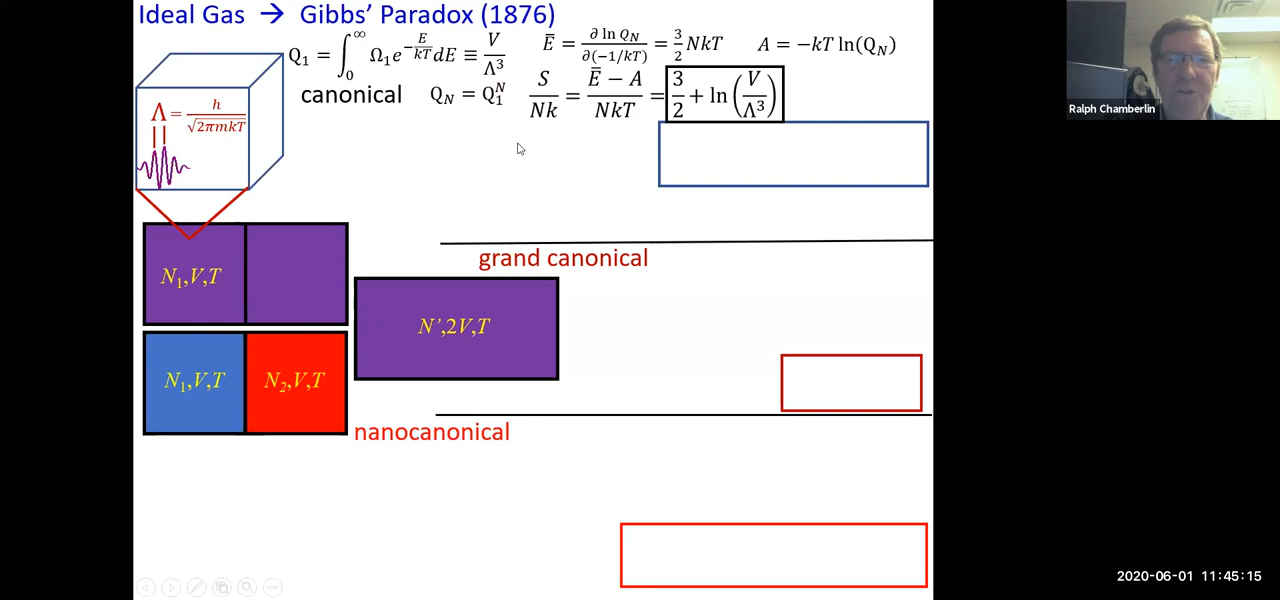 Ideal Gas → Gibbs' Paradox (1876)
Q₁ = ∫₀^∞ Ω₁e^(−E/kT) dE ≡ V/Λ³
Ē = ∂ ln Q_N / ∂(−1/kT) = 3/2 NkT
A = −kT ln(Q_N)
canonical
Q_N = Q₁^N
S/Nk = (Ē − A)/NkT = 3/2 + ln(V/Λ³)
Λ = h/√(2πmkT)
Ralph Chamberlin
N₁,V,T
grand canonical
N',2V,T
N₁,V,T
N₂,V,T
nanocanonical
2020-06-01 11:45:15